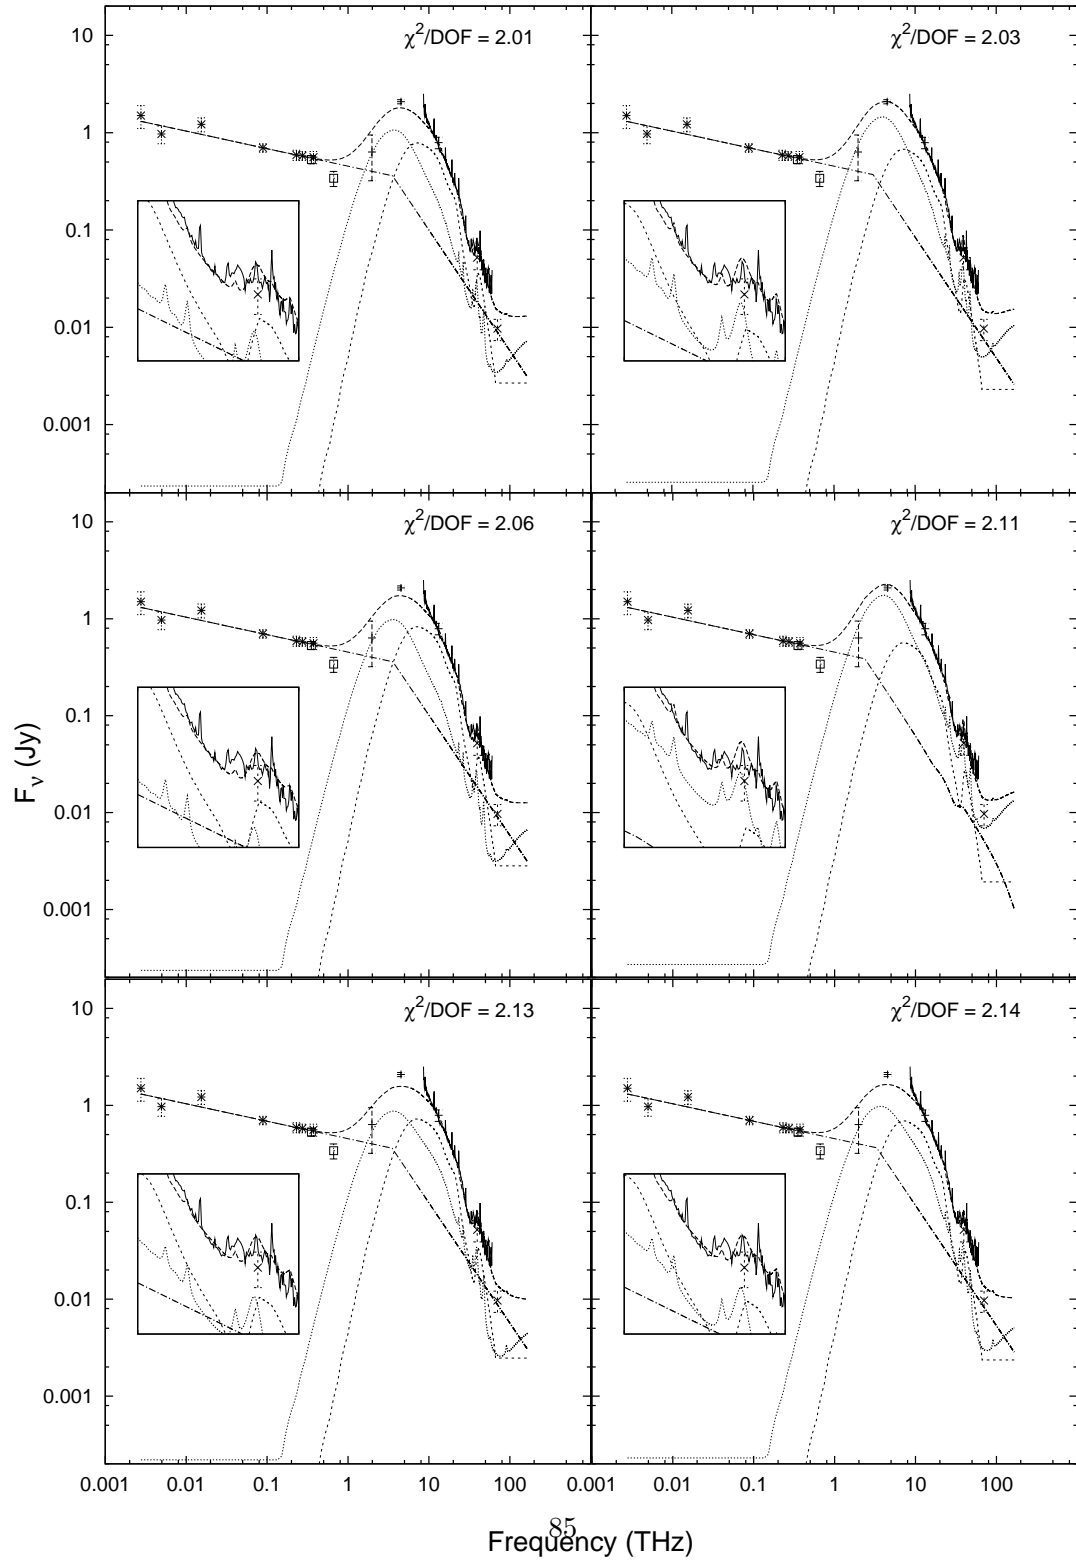 10
1
0.1
0.01
0.001
χ²/DOF = 2.01
χ²/DOF = 2.03
10
1
0.1
0.01
0.001
χ²/DOF = 2.06
χ²/DOF = 2.11
Fν (Jy)
10
1
0.1
0.01
0.001
χ²/DOF = 2.13
χ²/DOF = 2.14
0.001 0.01 0.1 1 10 100 0.001 0.01 0.1 1 10 100
85
Frequency (THz)